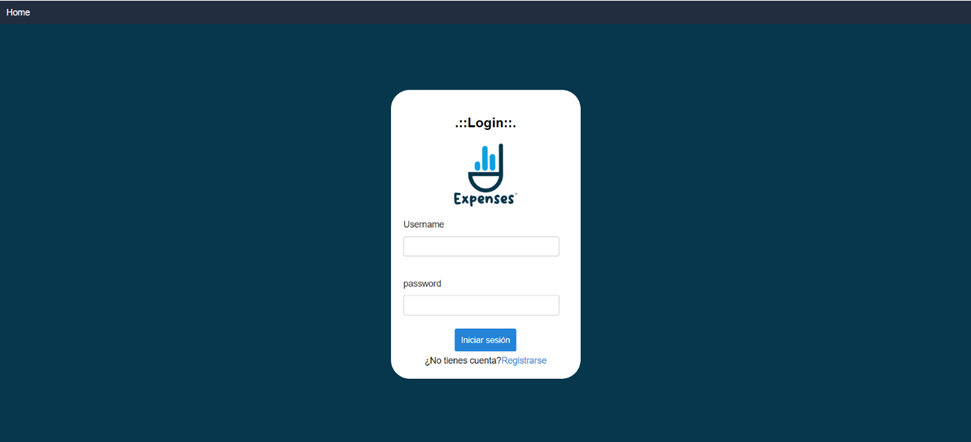 Home
.::Login::.
Expenses
Username
password
Iniciar sesión
¿No tienes cuenta?Registrarse